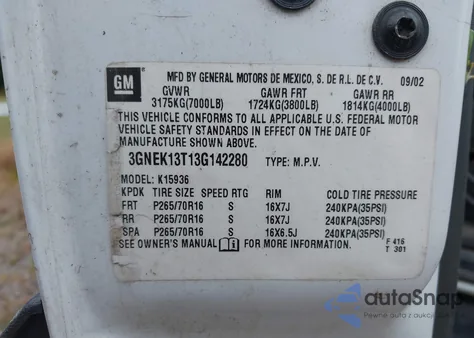 GM
MFD BY GENERAL MOTORS DE MEXICO, S. DE R.L. DE C.V. 09/02
GVWR GAWR FRT GAWR RR
3175KG(7000LB) 1724KG(3800LB) 1814KG(4000LB)
THIS VEHICLE CONFORMS TO ALL APPLICABLE U.S. FEDERAL MOTOR
VEHICLE SAFETY STANDARDS IN EFFECT ON THE DATE OF
MANUFACTURE SHOWN ABOVE.
3GNEK13T13G142280 TYPE: M.P.V.
MODEL: K15936
KPDK TIRE SIZE SPEED RTG RIM COLD TIRE PRESSURE
FRT P265/70R16 S 16X7J 240KPA(35PSI)
RR P265/70R16 S 16X7J 240KPA(35PSI)
SPA P265/70R16 S 16X6.5J 240KPA(35PSI)
SEE OWNER'S MANUAL FOR MORE INFORMATION. F 416
T 301
autoSnap
Pewne auto z aukcji